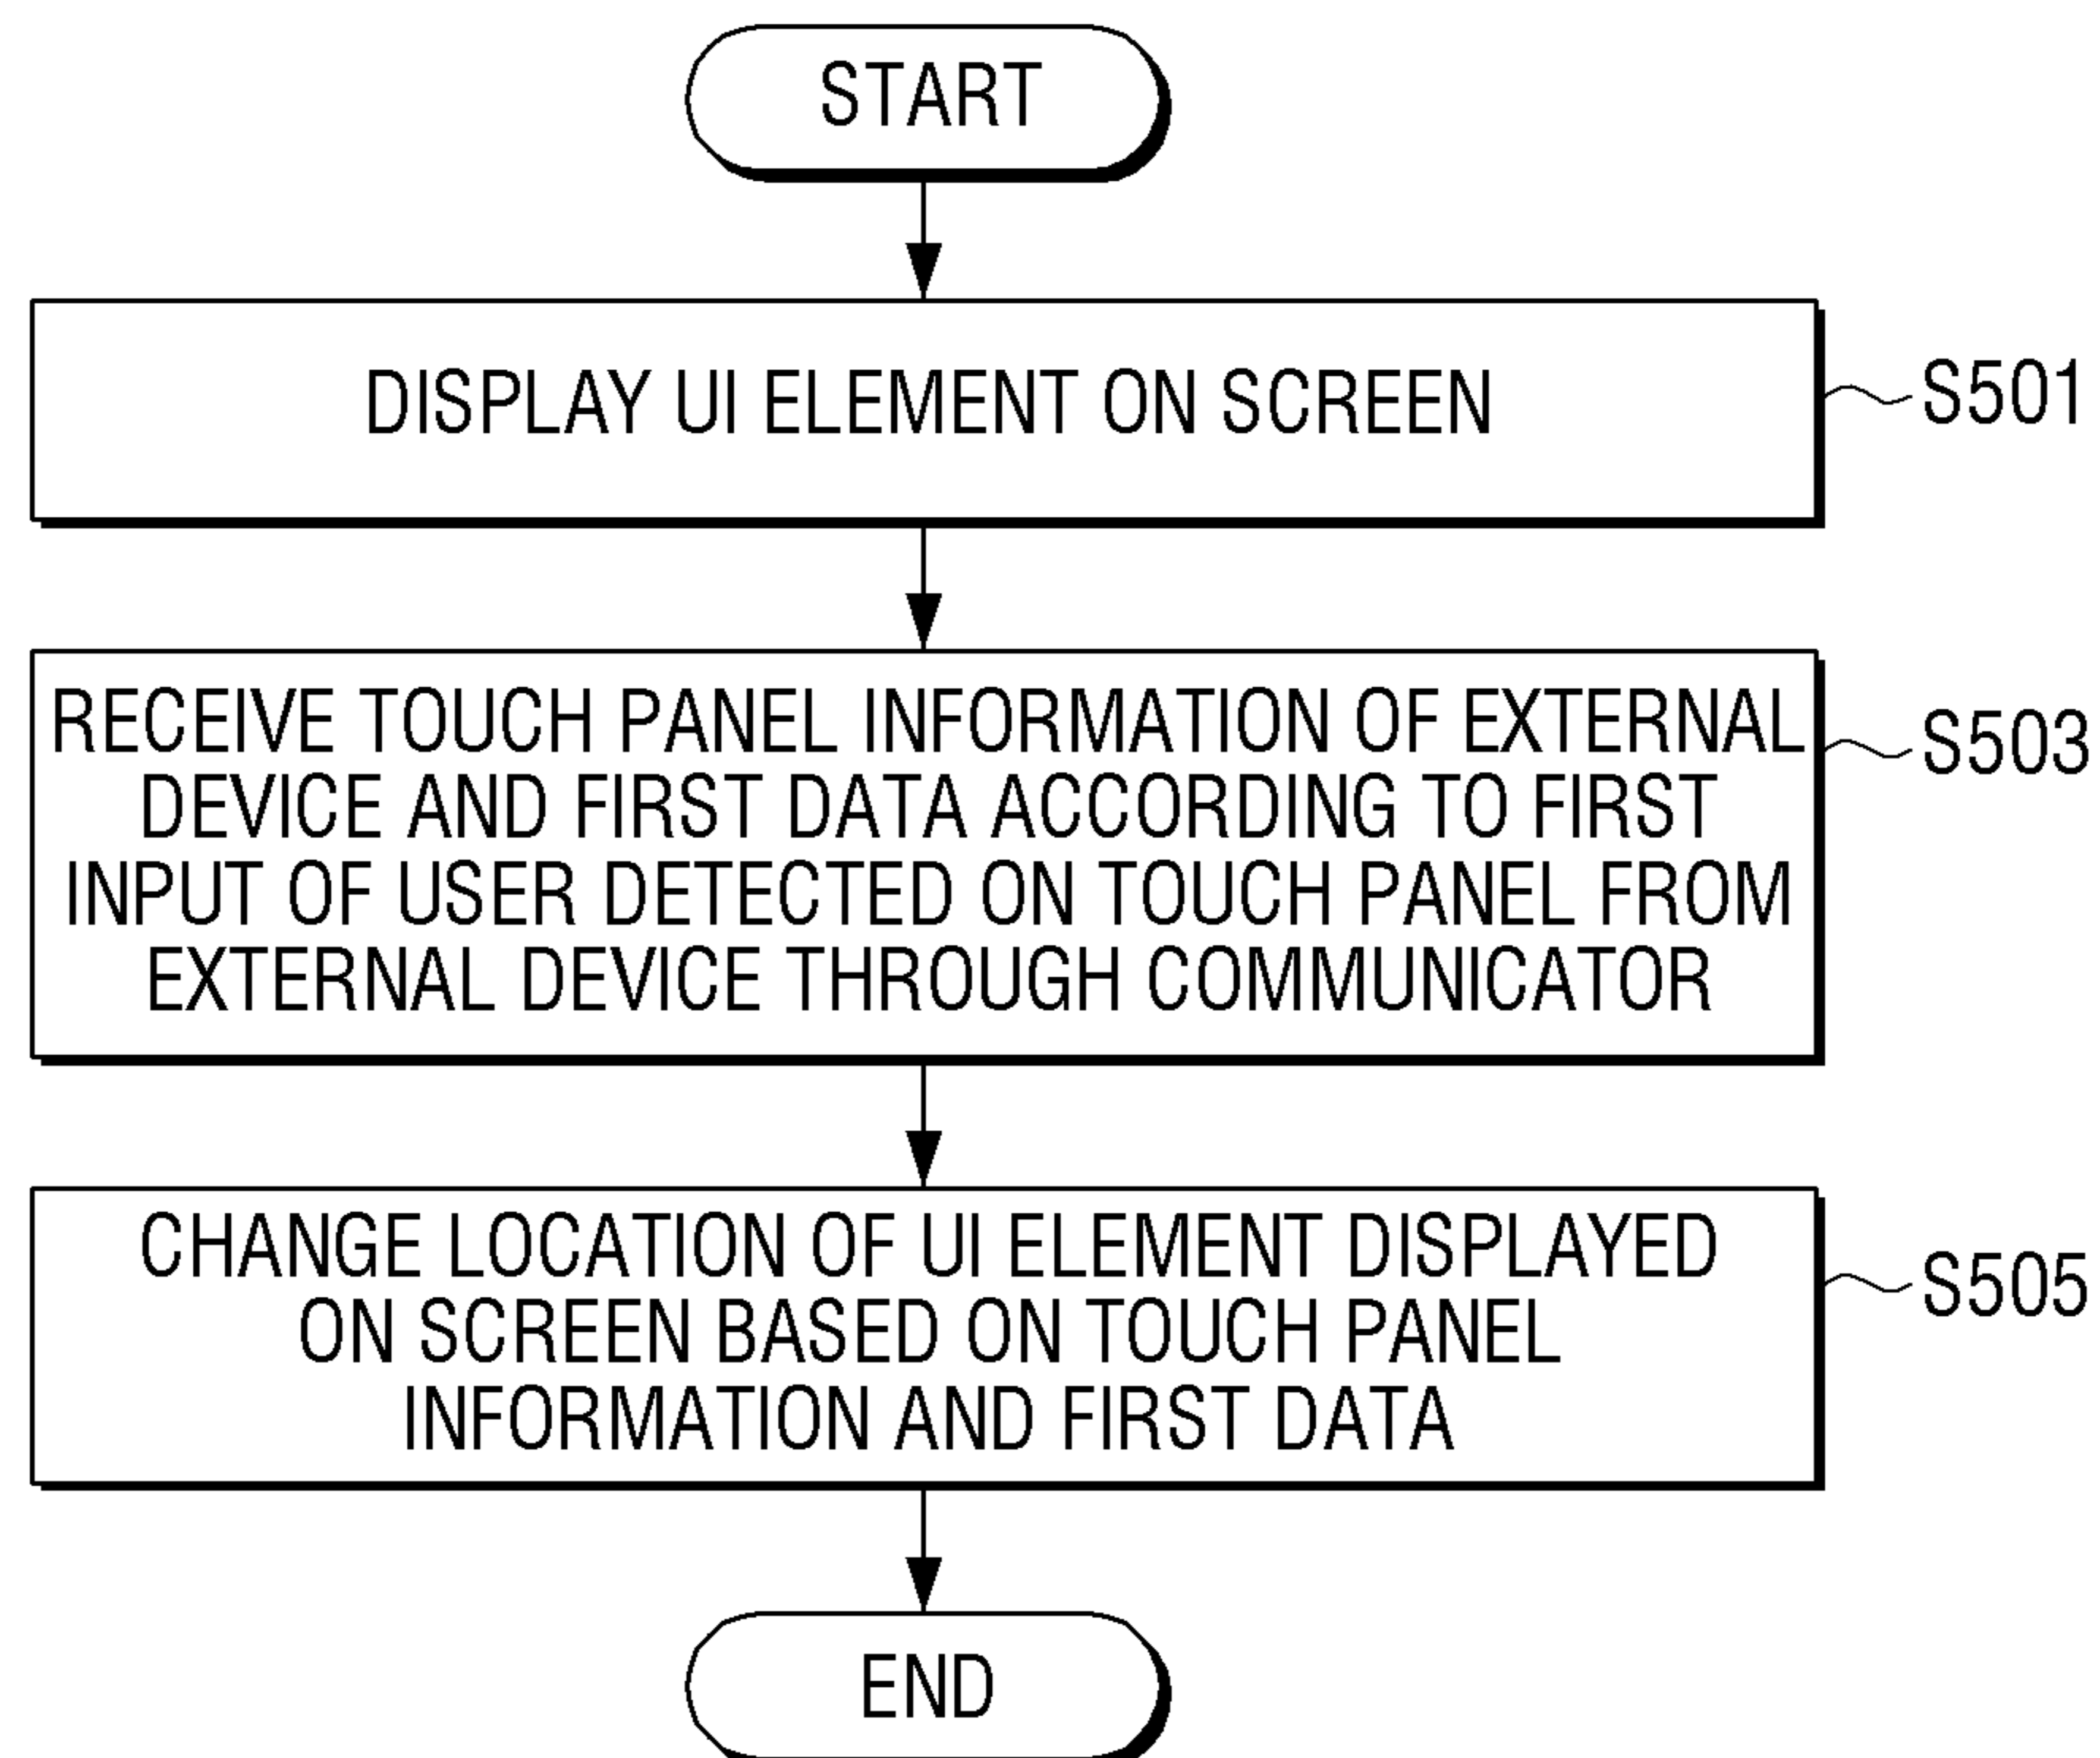 START
DISPLAY UI ELEMENT ON SCREEN
S501
RECEIVE TOUCH PANEL INFORMATION OF EXTERNAL
DEVICE AND FIRST DATA ACCORDING TO FIRST
INPUT OF USER DETECTED ON TOUCH PANEL FROM
EXTERNAL DEVICE THROUGH COMMUNICATOR
S503
CHANGE LOCATION OF UI ELEMENT DISPLAYED
ON SCREEN BASED ON TOUCH PANEL
INFORMATION AND FIRST DATA
S505
END